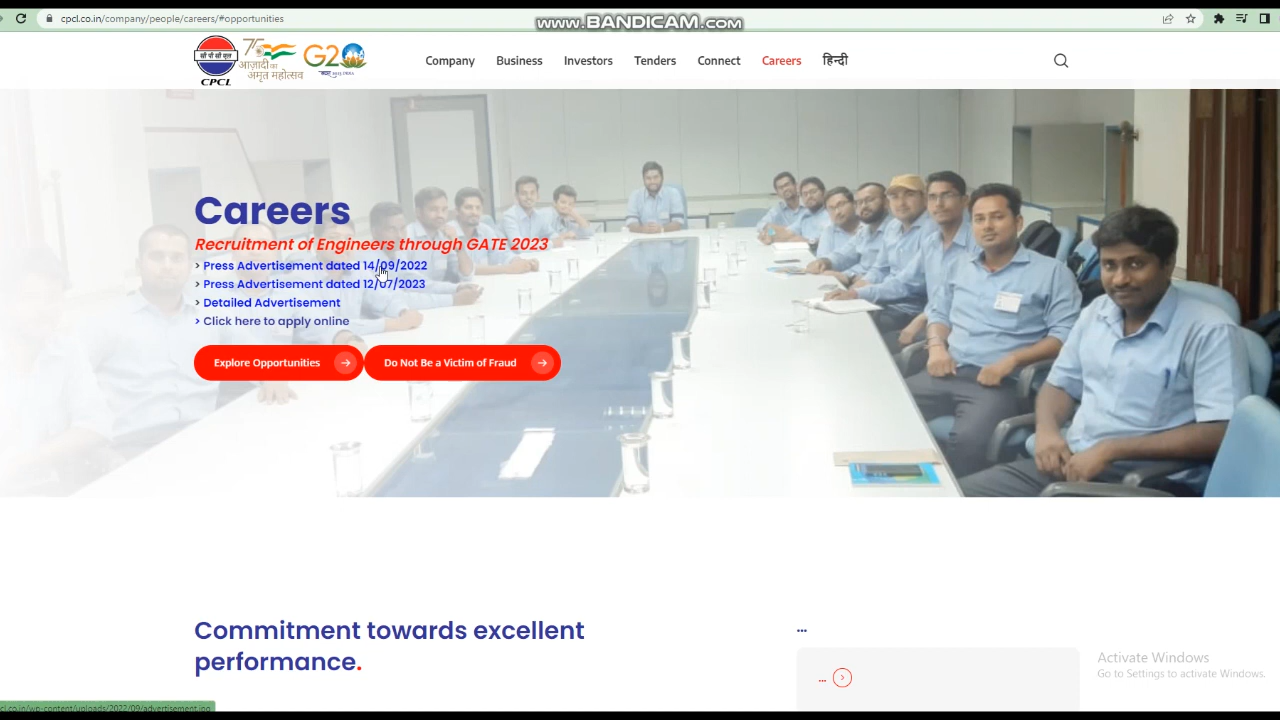 cpcl.co.in/company/people/careers/#opportunities
www.BANDICAM.com
सी पी सी एल
CPCL
75
आज़ादी का
अमृत महोत्सव
G20
Company Business Investors Tenders Connect Careers हिन्दी
Careers
Recruitment of Engineers through GATE 2023
> Press Advertisement dated 14/09/2022
> Press Advertisement dated 12/07/2023
> Detailed Advertisement
> Click here to apply online
Explore Opportunities → Do Not Be a Victim of Fraud →
Commitment towards excellent
performance.
...
... >
Activate Windows
Go to Settings to activate Windows.
cl.co.in/wp-content/uploads/2022/09/advertisement.jpg